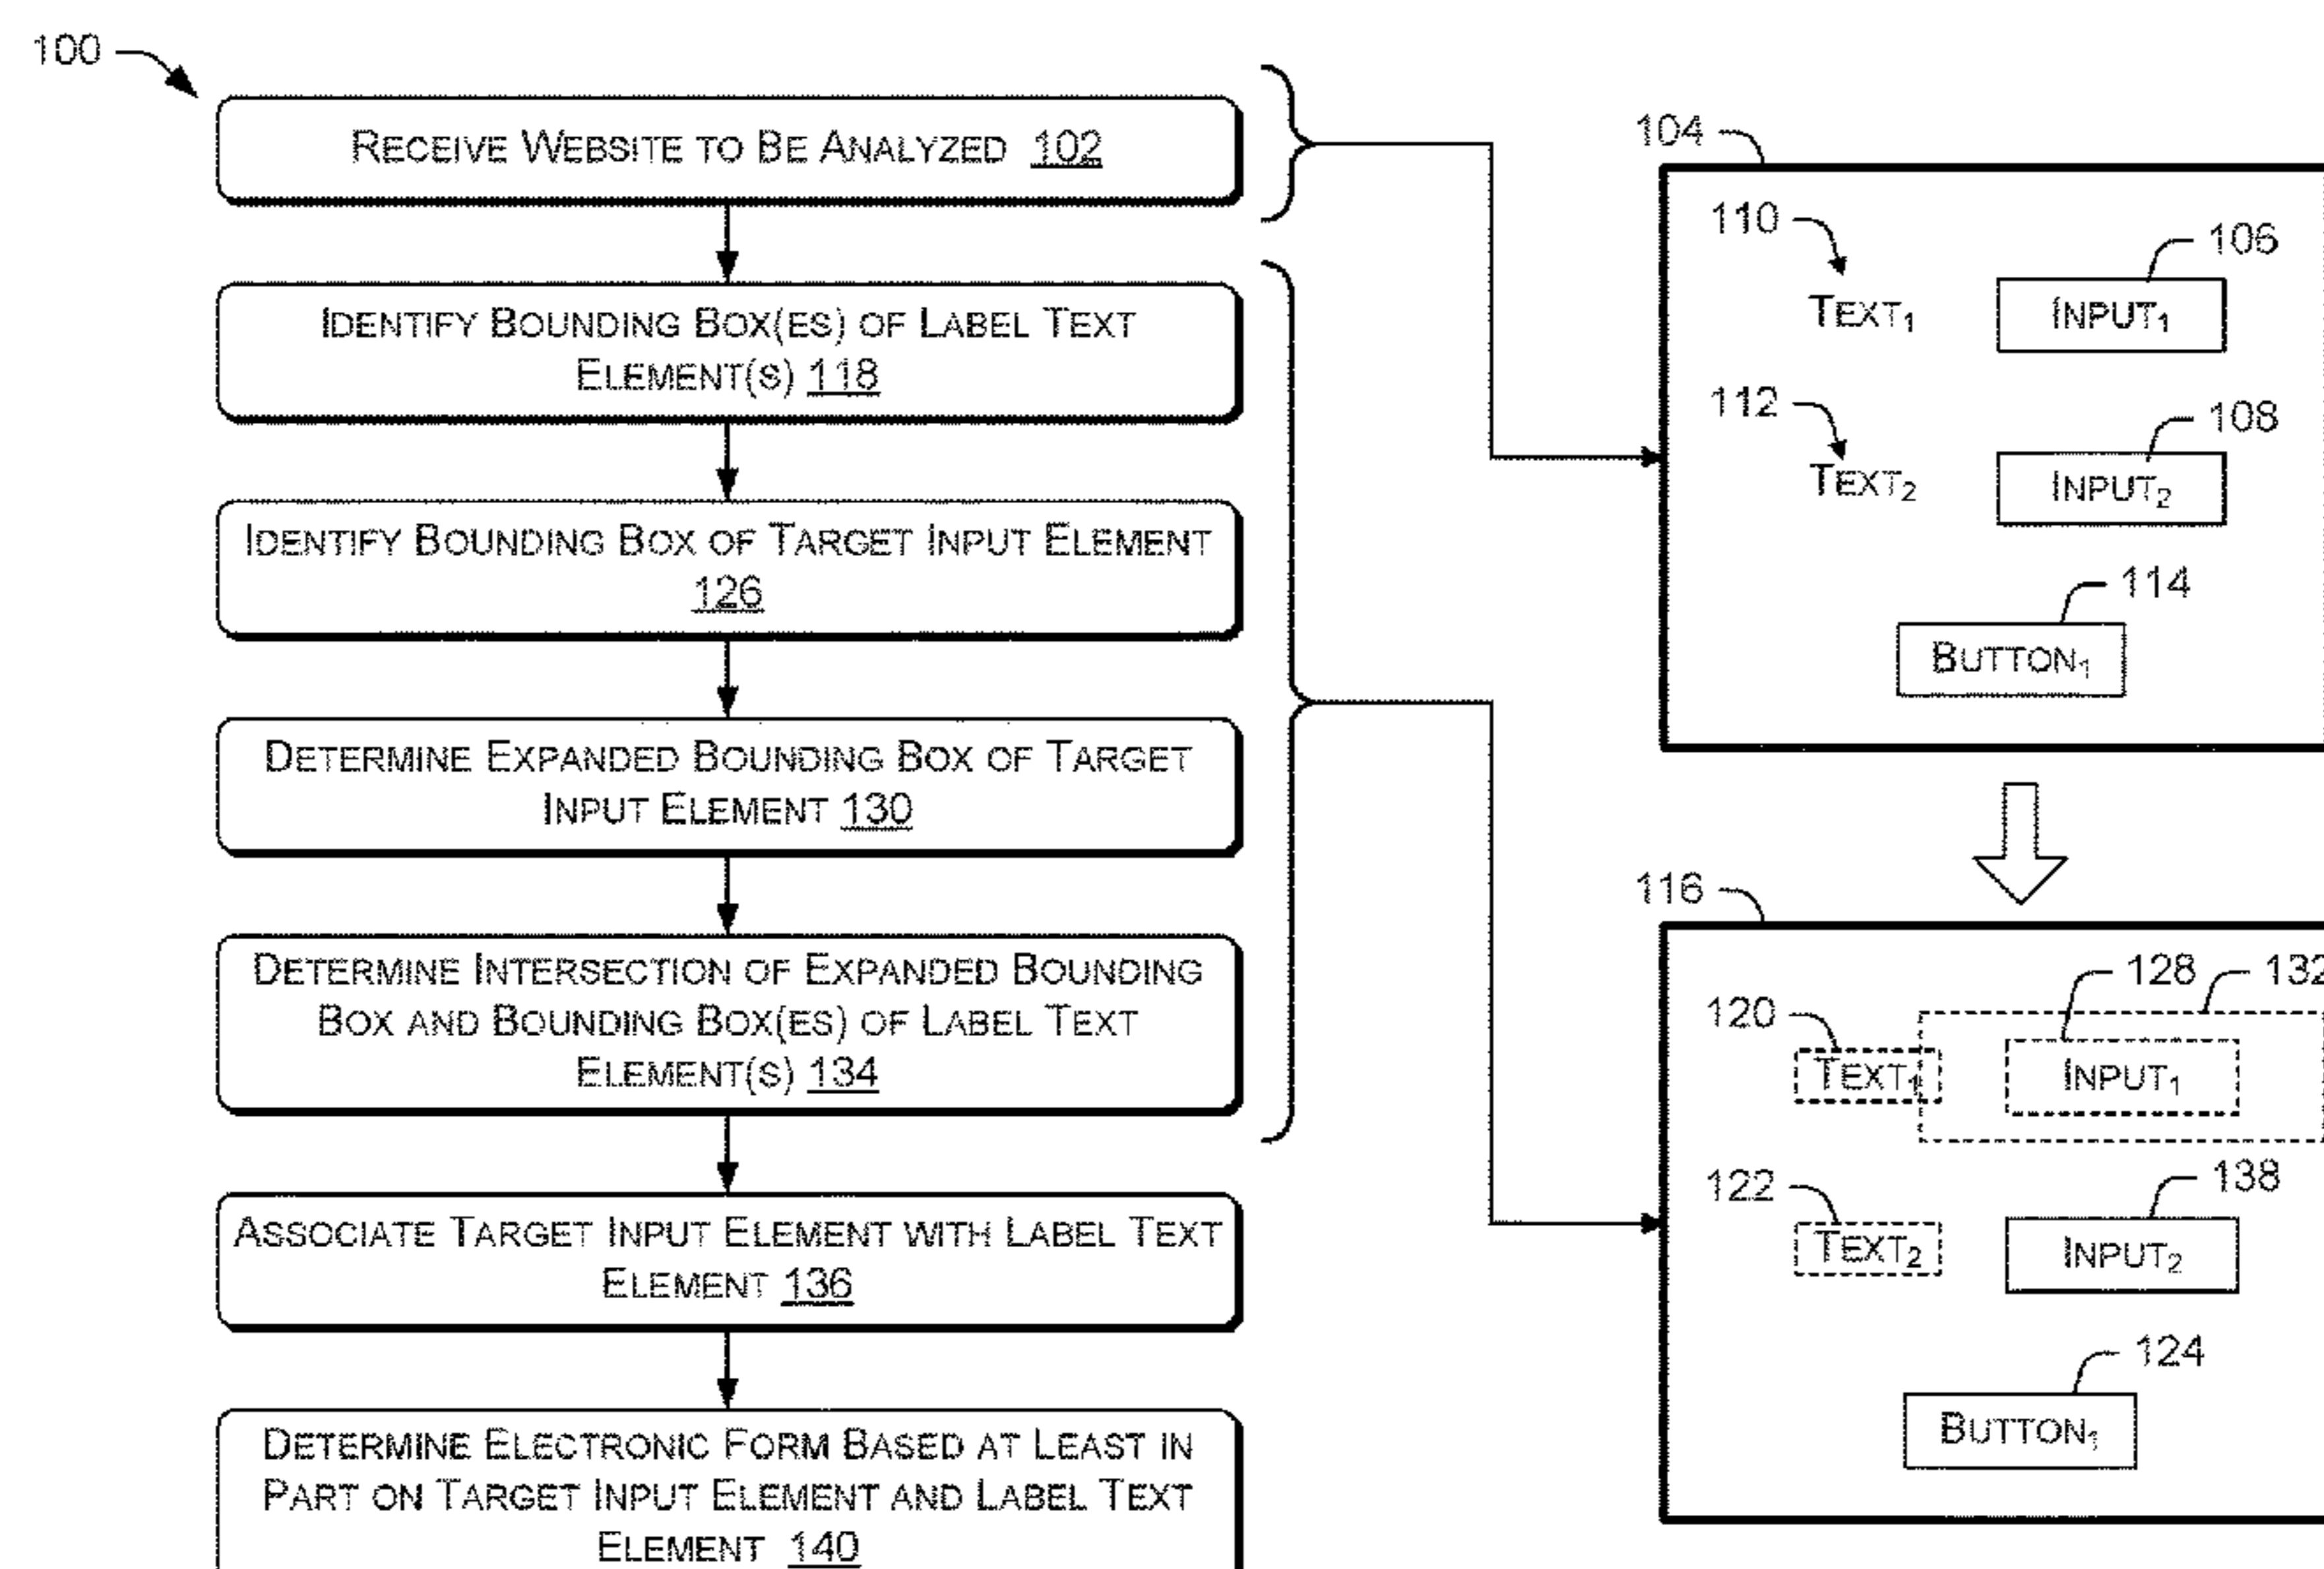 100
RECEIVE WEBSITE TO BE ANALYZED 102
IDENTIFY BOUNDING BOX(ES) OF LABEL TEXT
ELEMENT(S) 118
IDENTIFY BOUNDING BOX OF TARGET INPUT ELEMENT
126
DETERMINE EXPANDED BOUNDING BOX OF TARGET
INPUT ELEMENT 130
DETERMINE INTERSECTION OF EXPANDED BOUNDING
BOX AND BOUNDING BOX(ES) OF LABEL TEXT
ELEMENT(S) 134
ASSOCIATE TARGET INPUT ELEMENT WITH LABEL TEXT
ELEMENT 136
DETERMINE ELECTRONIC FORM BASED AT LEAST IN
PART ON TARGET INPUT ELEMENT AND LABEL TEXT
ELEMENT 140
104
110
106
TEXT₁
INPUT₁
112
108
TEXT₂
INPUT₂
114
BUTTON₁
116
128
132
120
TEXT₁
INPUT₁
122
138
TEXT₂
INPUT₂
124
BUTTON₁